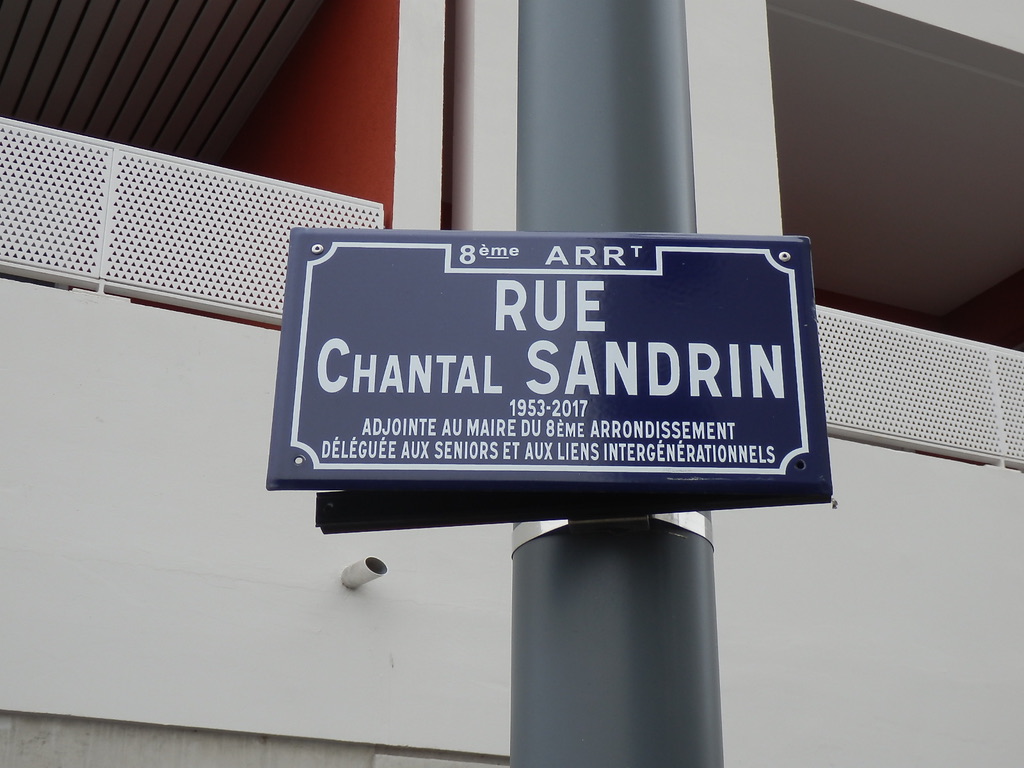 8ème ARRT
RUE
CHANTAL SANDRIN
1953-2017
ADJOINTE AU MAIRE DU 8ÈME ARRONDISSEMENT
DÉLÉGUÉE AUX SENIORS ET AUX LIENS INTERGÉNÉRATIONNELS